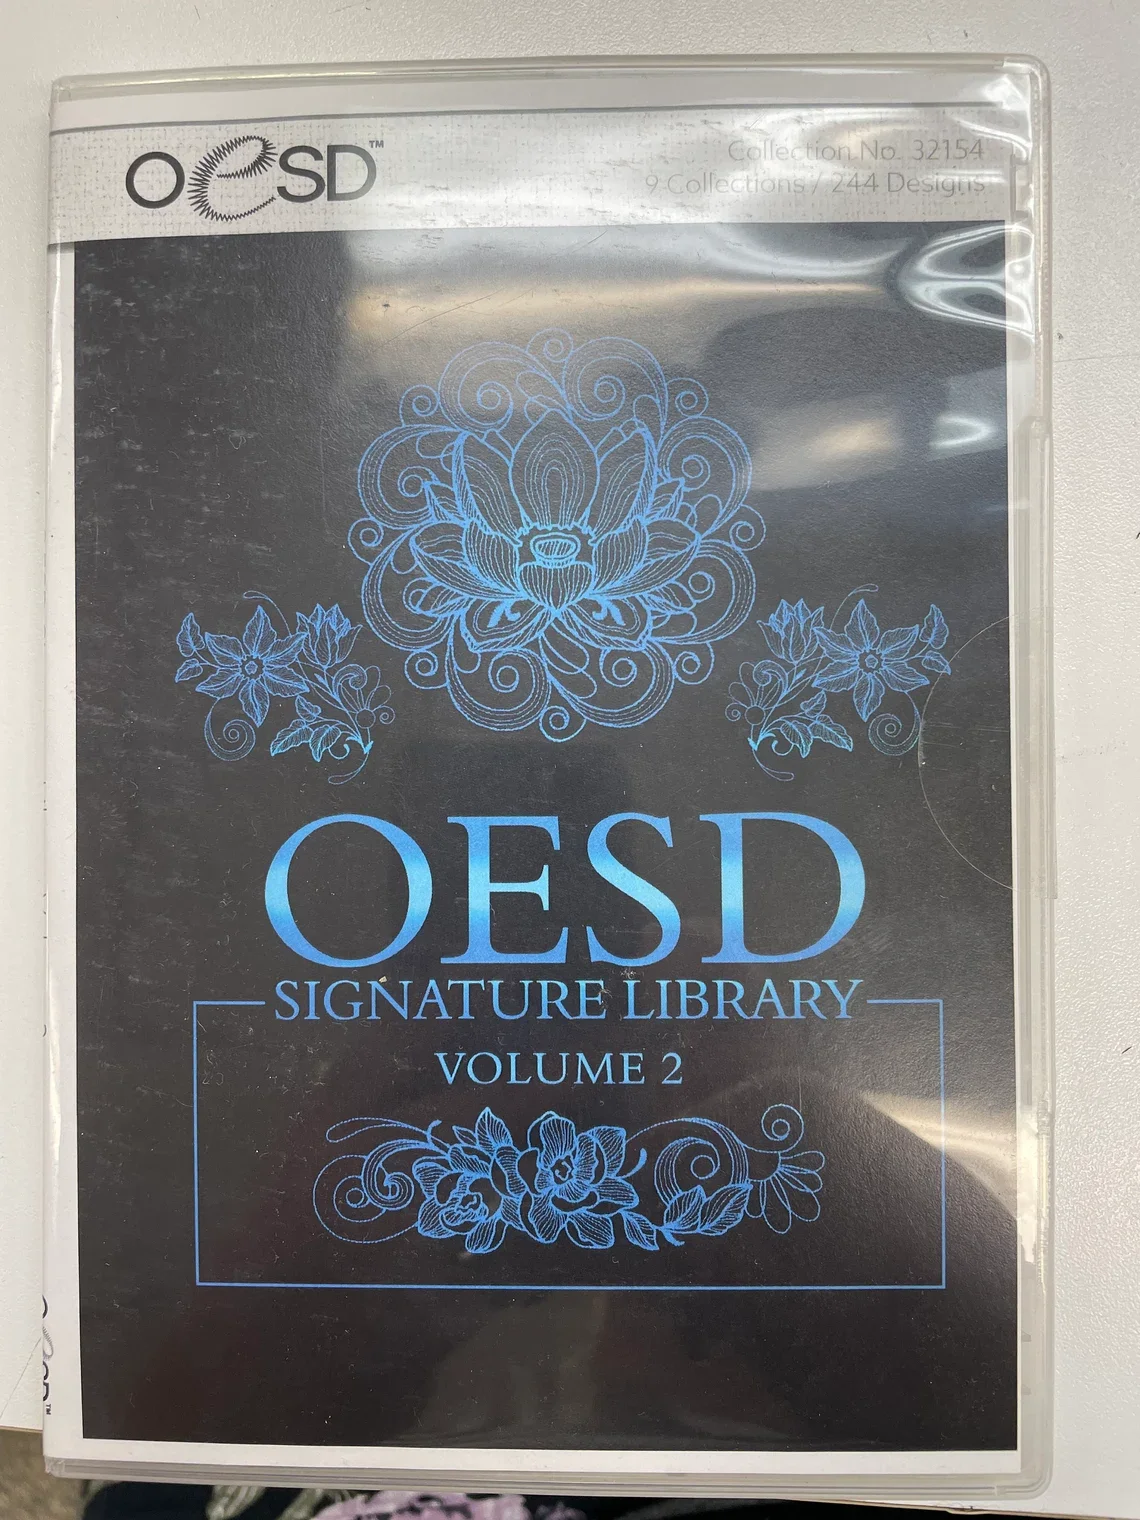 OeSD™
Collection No. 32154
9 Collections / 244 Designs
OESD
SIGNATURE LIBRARY
VOLUME 2